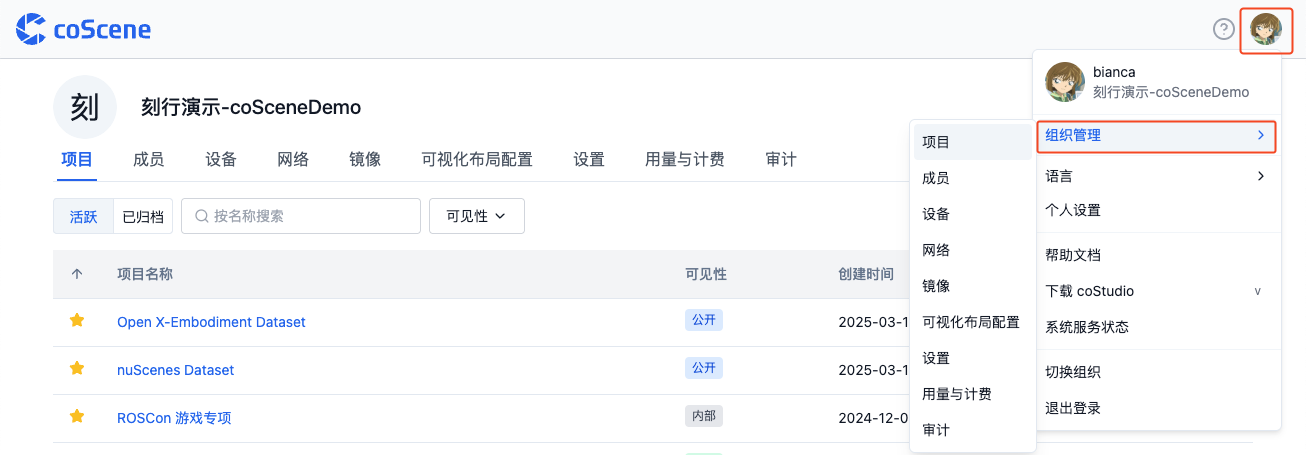 coScene
?
刻 刻行演示-coSceneDemo
项目 成员 设备 网络 镜像 可视化布局配置 设置 用量与计费 审计
活跃 已归档 按名称搜索 可见性
项目名称 可见性 创建时间
Open X-Embodiment Dataset 公开 2025-03-1
nuScenes Dataset 公开 2025-03-1
ROSCon 游戏专项 内部 2024-12-0
bianca
刻行演示-coSceneDemo
组织管理
语言
个人设置
帮助文档
下载 coStudio
系统服务状态
切换组织
退出登录
项目
成员
设备
网络
镜像
可视化布局配置
设置
用量与计费
审计